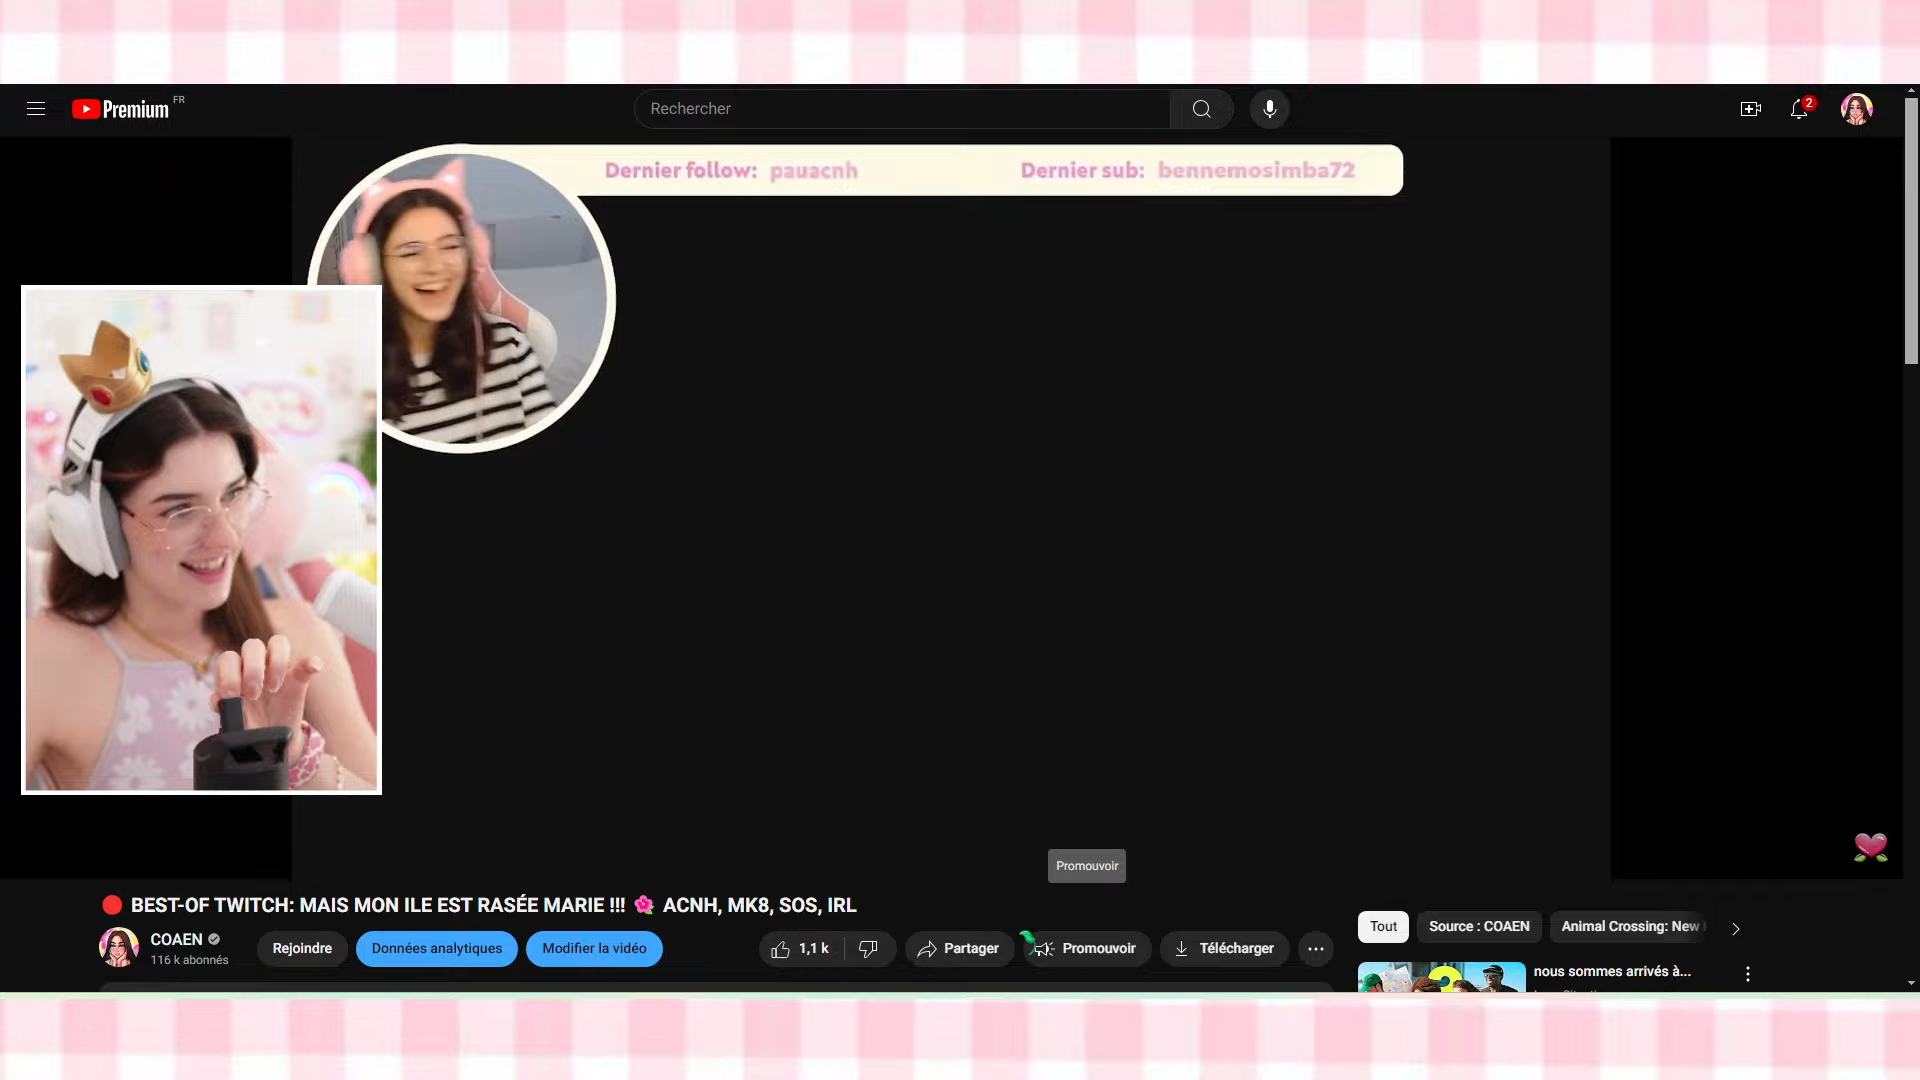 Premium FR
Rechercher
2
Dernier follow: pauacnh
Dernier sub: bennemosimba72
Promouvoir
BEST-OF TWITCH: MAIS MON ILE EST RASÉE MARIE !!! ACNH, MK8, SOS, IRL
COAEN
116 k abonnés
Rejoindre
Données analytiques
Modifier la vidéo
1,1 k
Partager
Promouvoir
Télécharger
Tout
Source : COAEN
Animal Crossing: New
nous sommes arrivés à...